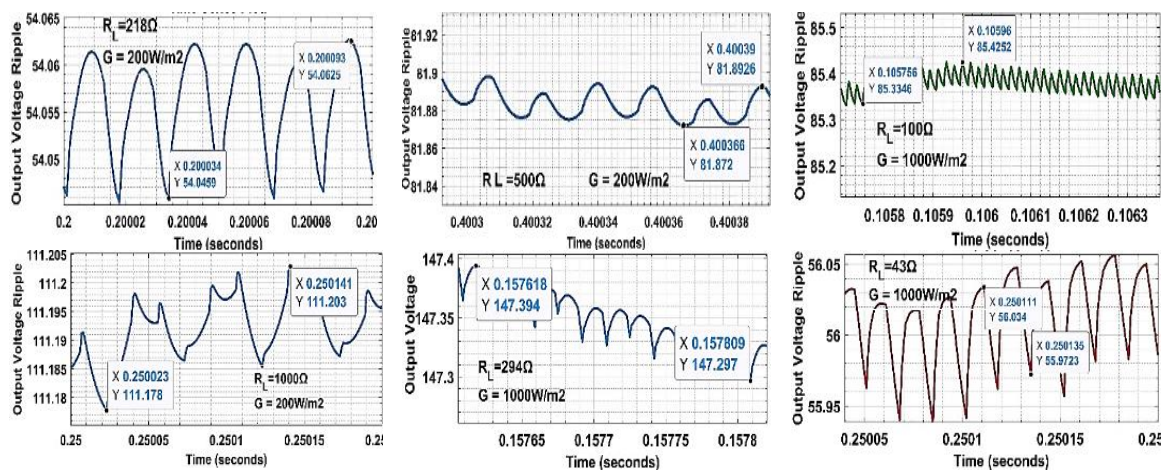 Output Voltage Ripple
54.065
54.06
54.055
54.05
R_L=218Ω
G = 200W/m2
X 0.200093
Y 54.0625
X 0.200034
Y 54.0459
0.2 0.20002 0.20004 0.20006 0.20008 0.20
Time (seconds)
Output Voltage Ripple
81.92
81.9
81.88
81.86
81.84
X 0.40039
Y 81.8926
X 0.400366
Y 81.872
R L =500Ω G = 200W/m2
0.4003 0.40032 0.40034 0.40036 0.40038
Time (seconds)
Output Voltage Ripple
85.5
85.4
85.3
85.2
X 0.10596
Y 85.4252
X 0.105756
Y 85.3346
R_L=100Ω
G = 1000W/m2
0.1058 0.1059 0.106 0.1061 0.1062 0.1063
Time (seconds)
Output Voltage Ripple
111.205
111.2
111.195
111.19
111.185
111.18
X 0.250141
Y 111.203
X 0.250023
Y 111.178
R_L=1000Ω
G = 200W/m2
0.25 0.25005 0.2501 0.25015 0.25
Time (seconds)
Output Voltage
147.4
147.35
147.3
X 0.157618
Y 147.394
X 0.157809
Y 147.297
R_L=294Ω
G = 1000W/m2
0.15765 0.1577 0.15775 0.1578
Time (seconds)
Output Voltage Ripple
56.05
56
55.95
R_L=43Ω
G = 1000W/m2
X 0.250111
Y 56.034
X 0.250135
Y 55.9723
0.25005 0.2501 0.25015 0.250
Time (seconds)